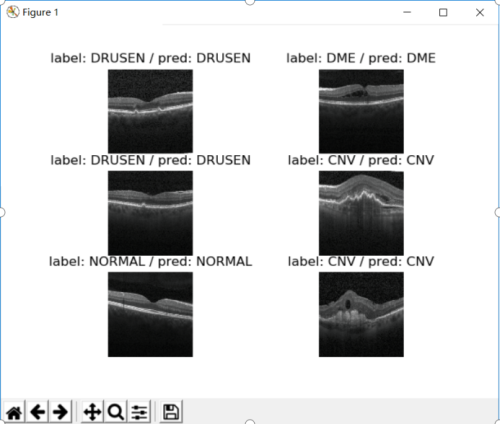 Figure 1
label: DRUSEN / pred: DRUSEN
label: DME / pred: DME
label: DRUSEN / pred: DRUSEN
label: CNV / pred: CNV
label: NORMAL / pred: NORMAL
label: CNV / pred: CNV